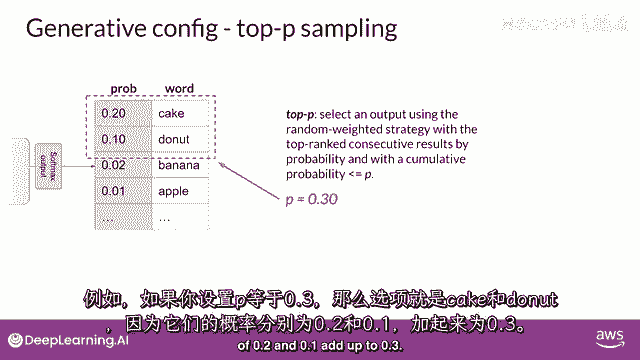 Generative config - top-p sampling
prob word
0.20 cake
0.10 donut
0.02 banana
0.01 apple
... ...
Softmax output
top-p: select an output using the
random-weighted strategy with the
top-ranked consecutive results by
probability and with a cumulative
probability <= p.
p = 0.30
例如，如果你设置p等于0.3，那么选项就是cake和donut
，因为它们的概率分别为0.2和0.1，加起来为0.3。
of 0.2 and 0.1 add up to 0.3.
DeepLearning.AI
aws